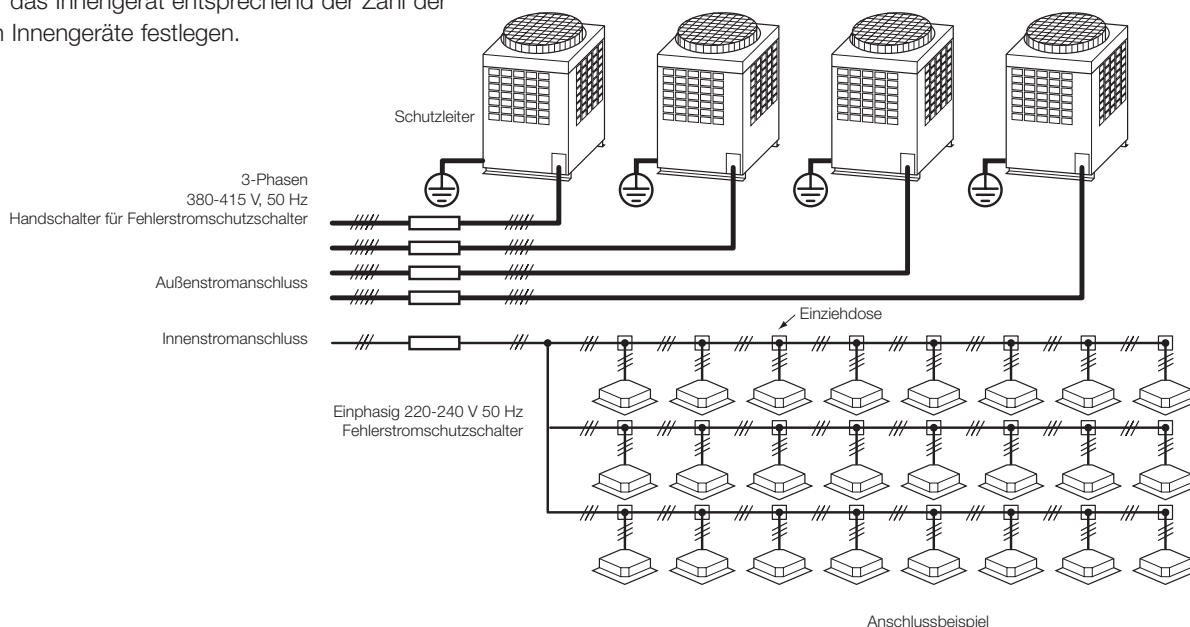 das Innengerät entsprechend der Zahl der
Innengeräte festlegen.
Schutzleiter
3-Phasen
380-415 V, 50 Hz
Handschalter für Fehlerstromschutzschalter
Außenstromanschluss
Innenstromanschluss
Einziehdose
Einphasig 220-240 V 50 Hz
Fehlerstromschutzschalter
Anschlussbeispiel